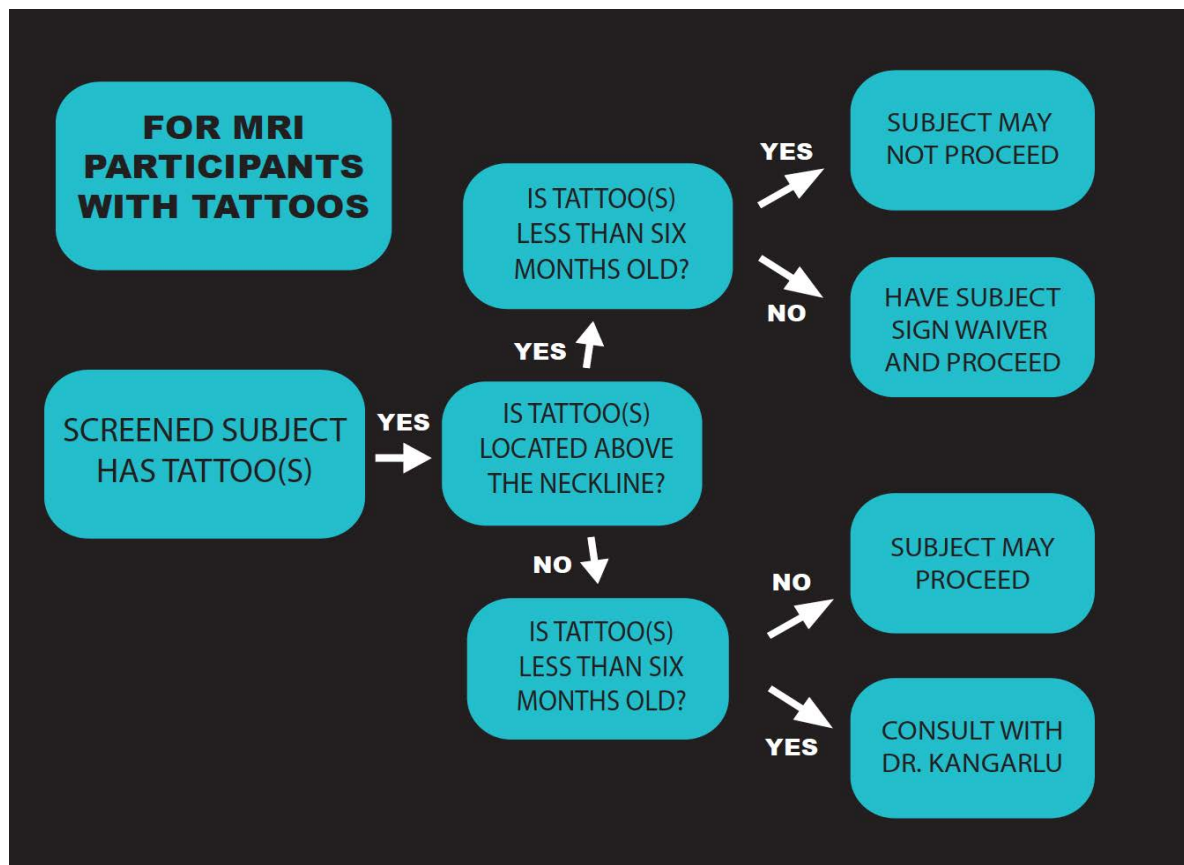 FOR MRI
PARTICIPANTS
WITH TATTOOS
SCREENED SUBJECT
HAS TATTOO(S)
YES
IS TATTOO(S)
LOCATED ABOVE
THE NECKLINE?
YES
IS TATTOO(S)
LESS THAN SIX
MONTHS OLD?
YES
SUBJECT MAY
NOT PROCEED
NO
HAVE SUBJECT
SIGN WAIVER
AND PROCEED
NO
IS TATTOO(S)
LESS THAN SIX
MONTHS OLD?
NO
SUBJECT MAY
PROCEED
YES
CONSULT WITH
DR. KANGARLU